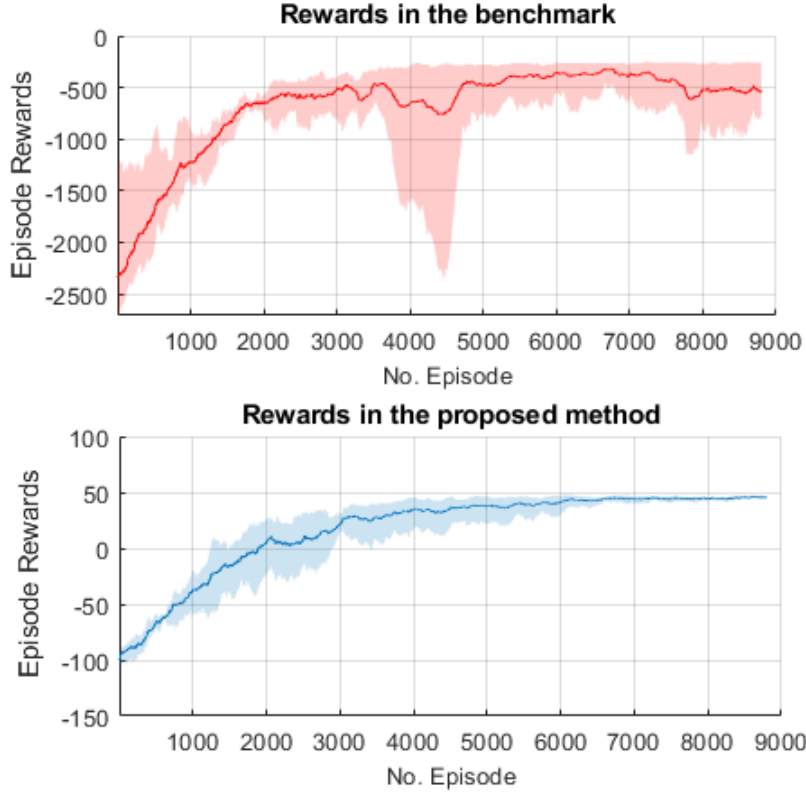 Rewards in the benchmark
0
-500
-1000
-1500
-2000
-2500
Episode Rewards
1000 2000 3000 4000 5000 6000 7000 8000 9000
No. Episode
Rewards in the proposed method
100
50
0
-50
-100
-150
Episode Rewards
1000 2000 3000 4000 5000 6000 7000 8000 9000
No. Episode